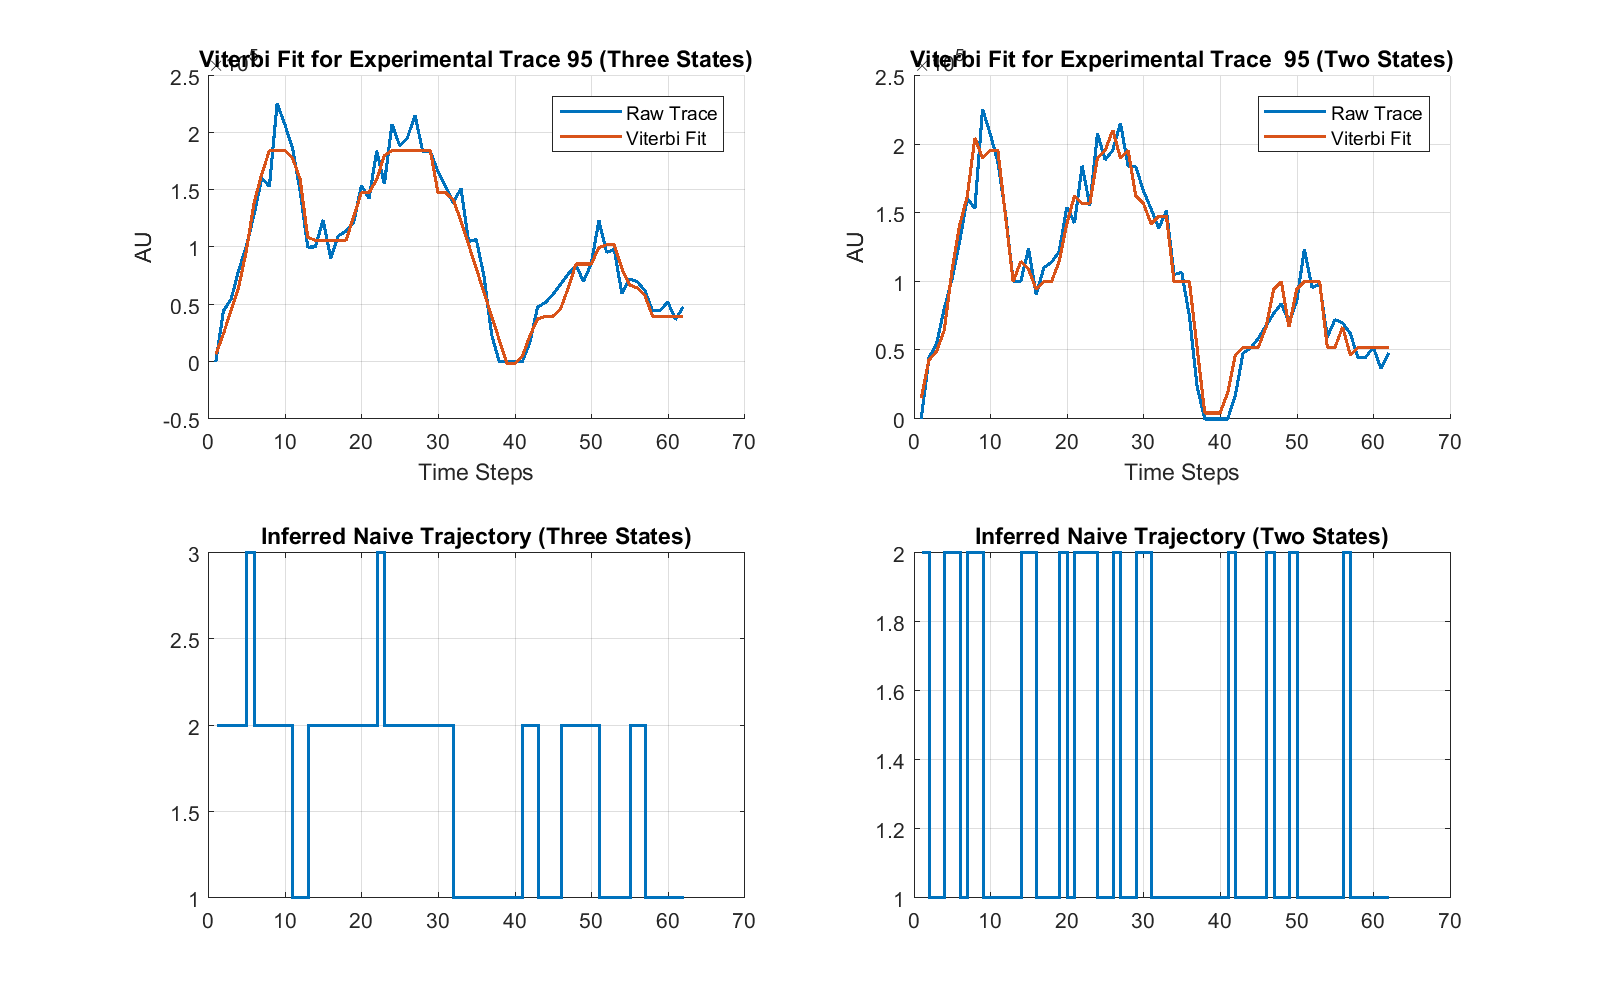 Viterbi Fit for Experimental Trace 95 (Three States)
×10^5
2.5
2
1.5
1
0.5
0
-0.5
AU
Raw Trace
Viterbi Fit
0 10 20 30 40 50 60 70
Time Steps
Viterbi Fit for Experimental Trace  95 (Two States)
×10^5
2.5
2
1.5
1
0.5
0
AU
Raw Trace
Viterbi Fit
0 10 20 30 40 50 60 70
Time Steps
Inferred Naive Trajectory (Three States)
3
2.5
2
1.5
1
0 10 20 30 40 50 60 70
Inferred Naive Trajectory (Two States)
2
1.8
1.6
1.4
1.2
1
0 10 20 30 40 50 60 70